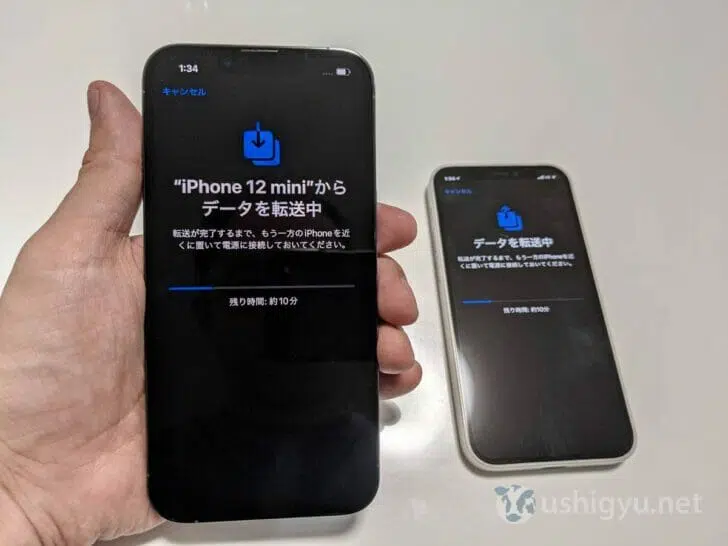 1:34
キャンセル
“iPhone 12 mini”から
データを転送中
転送が完了するまで、もう一方のiPhoneを近
くに置いて電源に接続しておいてください。
残り時間: 約10分
キャンセル
データを転送中
転送が完了するまで、もう一方のiPhoneを近
くに置いて電源に接続しておいてください。
残り時間: 約10分
ushigyu.net